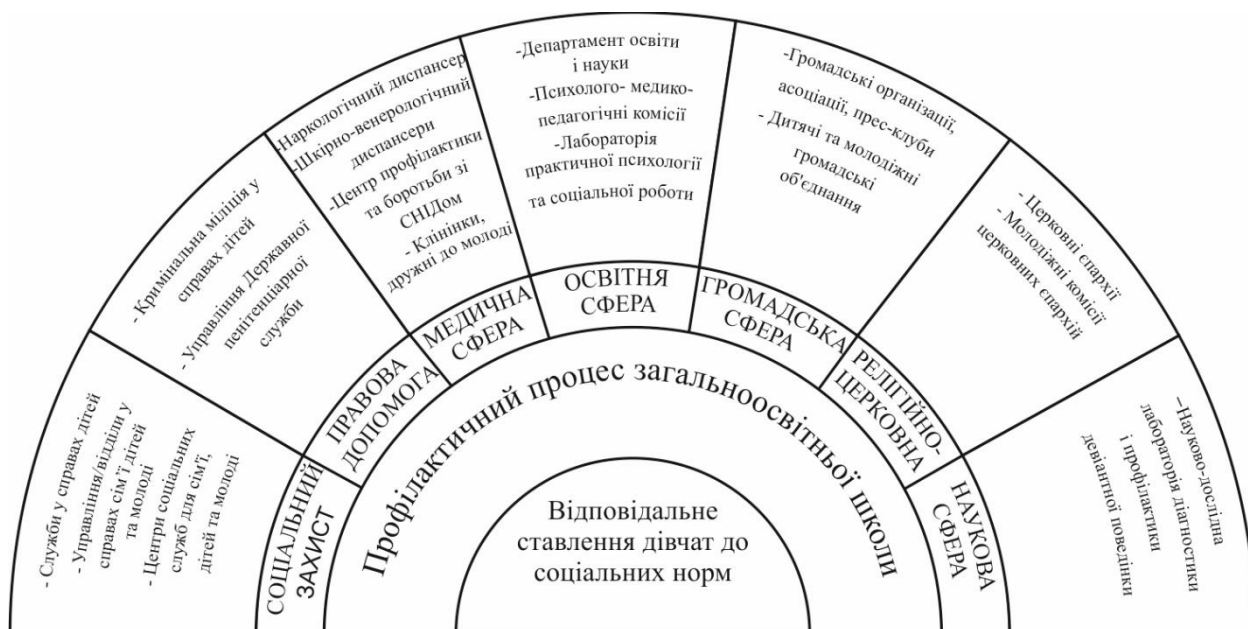 - Служби у справах дітей
- Управління/відділи у
справах сім'ї дітей
та молоді
- Центри соціальних
служб для сім'ї,
дітей та молоді
СОЦІАЛЬНИЙ
ЗАХИСТ
- Кримінальна міліція у
справах дітей
- Управління Державної
пенітенціарної
служби
ПРАВОВА
ДОПОМОГА
-Наркологічний диспансер
-Шкірно-венерологічний
диспансери
-Центр профілактики
та боротьби зі
СНІДом
- Клінінки,
дружні до молоді
МЕДИЧНА
СФЕРА
-Департамент освіти
і науки
-Психолого- медико-
педагогічні комісії
-Лабораторія
практичної психології
та соціальної роботи
ОСВІТНЯ
СФЕРА
-Громадські організації,
асоціації, прес-клуби
- Дитячі та молодіжні
громадські
об'єднання
ГРОМАДСЬКА
СФЕРА
- Церковні єпархії
- Молодіжні комісії
церковних єпархій
РЕЛІГІЙНО-
ЦЕРКОВНА
–Науково-дослідна
лабораторія діагностики
і профілактики
девіантної поведінки
НАУКОВА
СФЕРА
Профілактичний процес загальноосвітньої школи
Відповідальне
ставлення дівчат до
соціальних норм